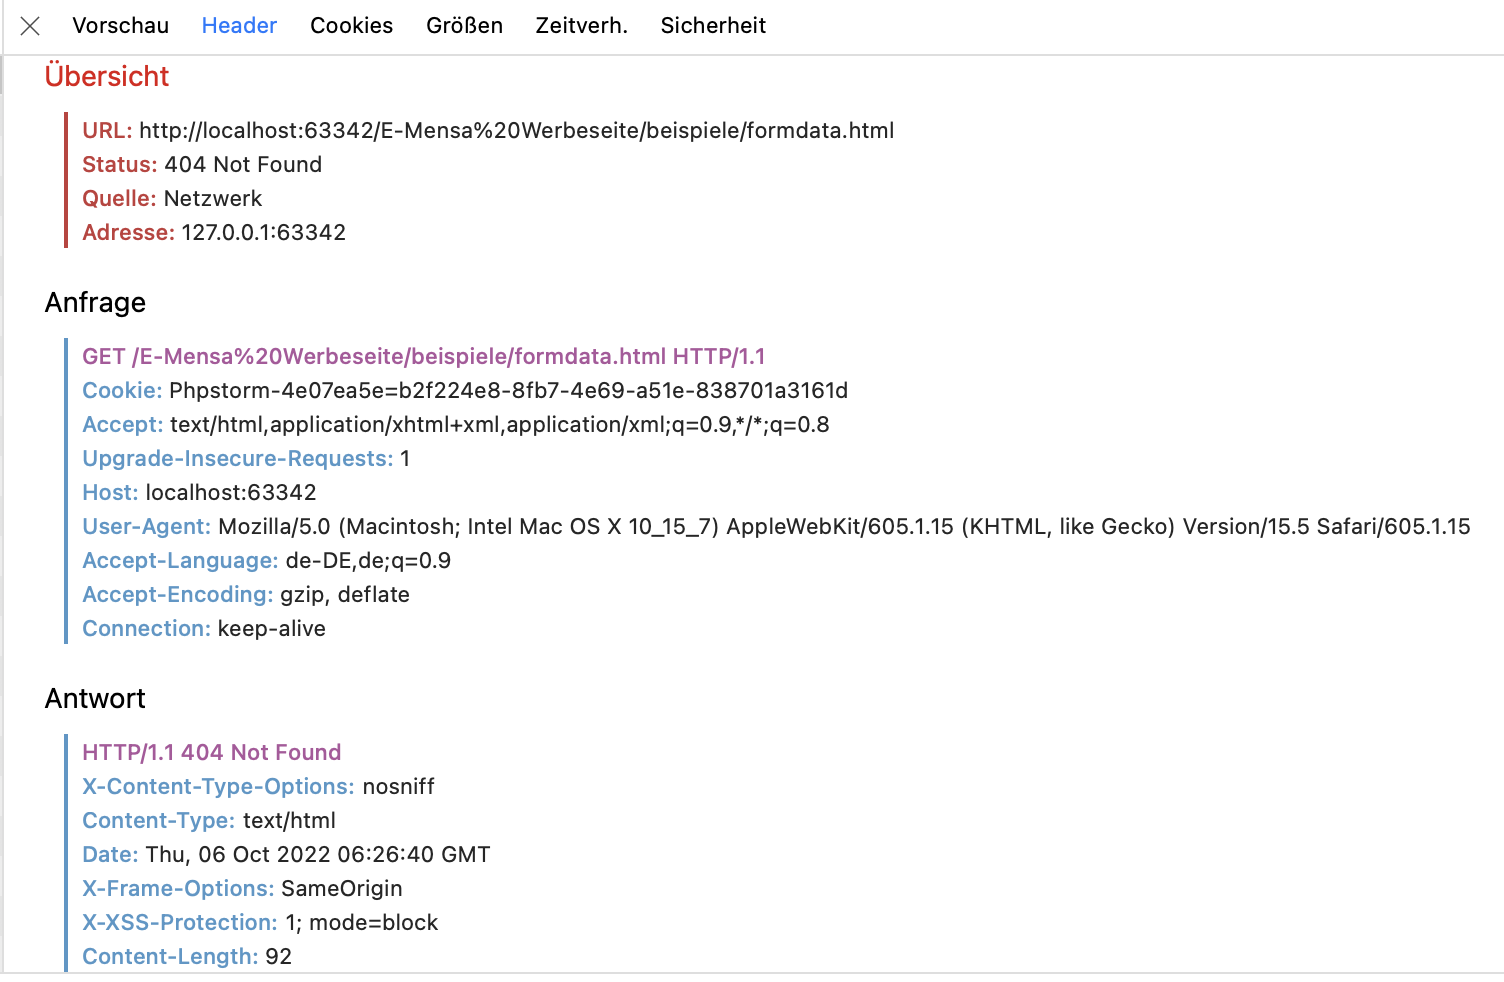 Vorschau Header Cookies Größen Zeitverh. Sicherheit
Übersicht
URL: http://localhost:63342/E-Mensa%20Werbeseite/beispiele/formdata.html
Status: 404 Not Found
Quelle: Netzwerk
Adresse: 127.0.0.1:63342
Anfrage
GET /E-Mensa%20Werbeseite/beispiele/formdata.html HTTP/1.1
Cookie: Phpstorm-4e07ea5e=b2f224e8-8fb7-4e69-a51e-838701a3161d
Accept: text/html,application/xhtml+xml,application/xml;q=0.9,*/*;q=0.8
Upgrade-Insecure-Requests: 1
Host: localhost:63342
User-Agent: Mozilla/5.0 (Macintosh; Intel Mac OS X 10_15_7) AppleWebKit/605.1.15 (KHTML, like Gecko) Version/15.5 Safari/605.1.15
Accept-Language: de-DE,de;q=0.9
Accept-Encoding: gzip, deflate
Connection: keep-alive
Antwort
HTTP/1.1 404 Not Found
X-Content-Type-Options: nosniff
Content-Type: text/html
Date: Thu, 06 Oct 2022 06:26:40 GMT
X-Frame-Options: SameOrigin
X-XSS-Protection: 1; mode=block
Content-Length: 92